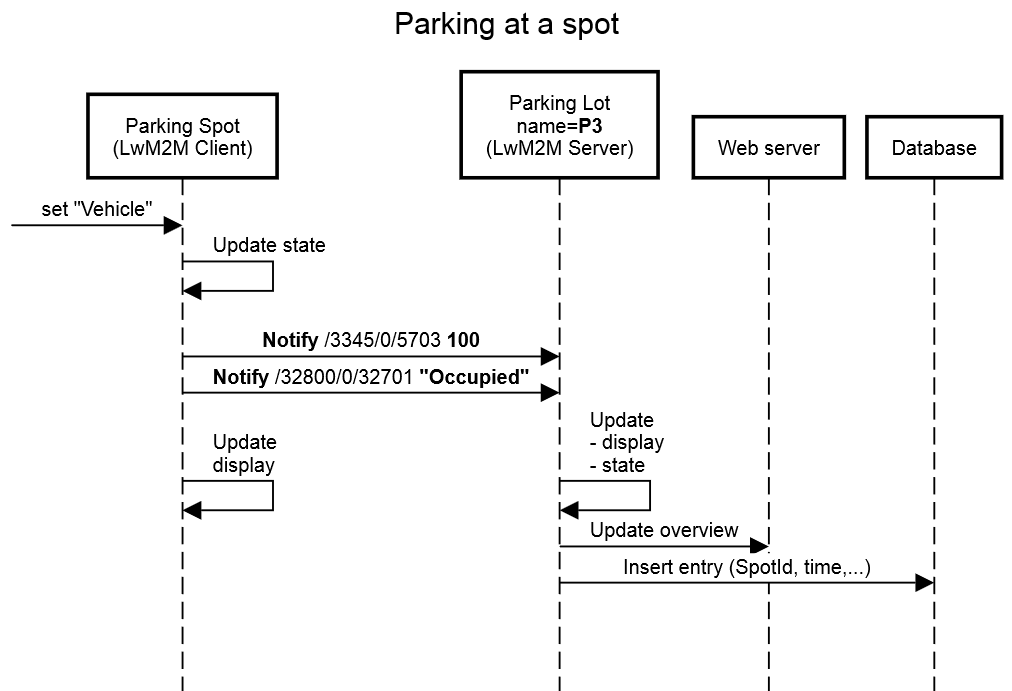 Parking at a spot
Parking Spot
(LwM2M Client)
Parking Lot
name=P3
(LwM2M Server)
Web server
Database
set "Vehicle"
Update state
Notify /3345/0/5703 100
Notify /32800/0/32701 "Occupied"
Update
display
Update
- display
- state
Update overview
Insert entry (SpotId, time,...)